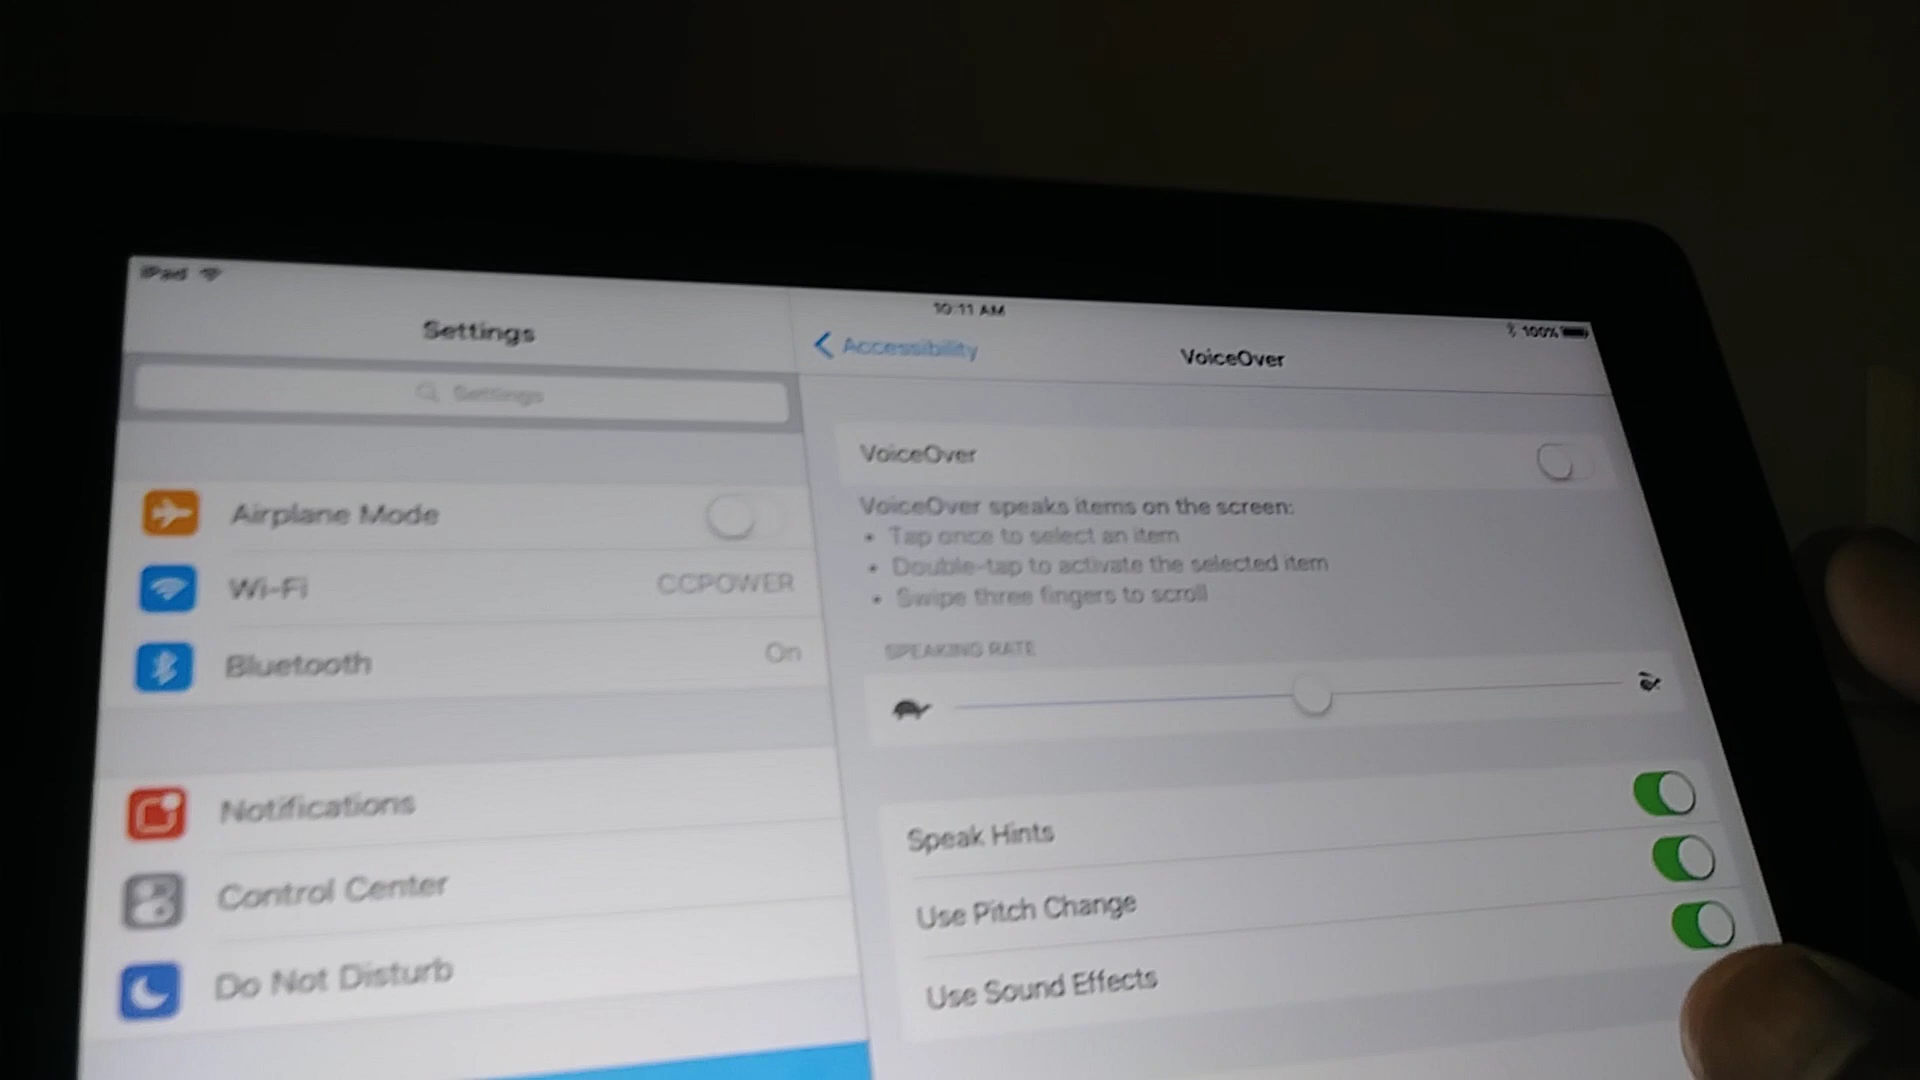 iPad
10:11 AM
100%
Settings
Accessibility
VoiceOver
Settings
Airplane Mode
Wi-Fi CCPOWER
Bluetooth On
Notifications
Control Center
Do Not Disturb
VoiceOver
VoiceOver speaks items on the screen:
• Tap once to select an item
• Double-tap to activate the selected item
• Swipe three fingers to scroll
SPEAKING RATE
Speak Hints
Use Pitch Change
Use Sound Effects